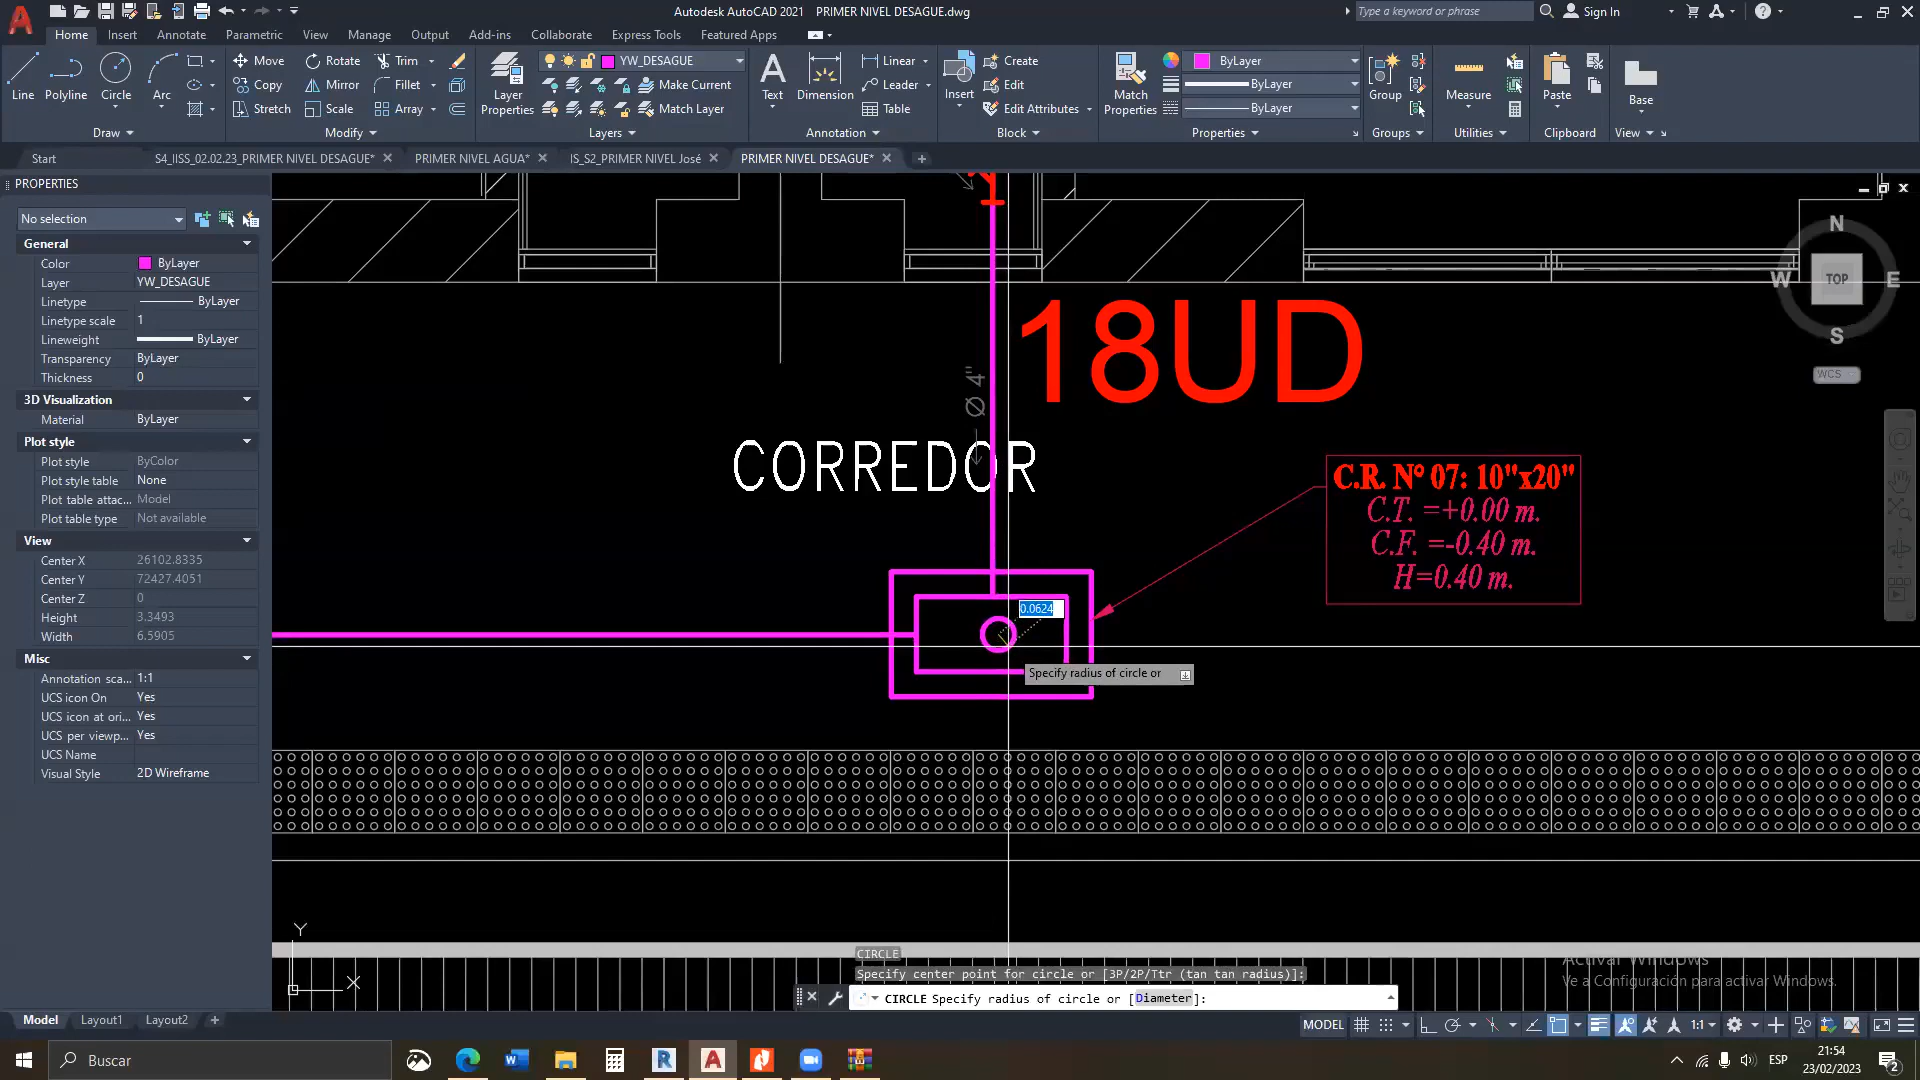 Autodesk AutoCAD 2021 PRIMER NIVEL DESAGUE.dwg
Type a keyword or phrase
Sign In
Home Insert Annotate Parametric View Manage Output Add-ins Collaborate Express Tools Featured Apps
Line Polyline Circle Arc
Move Rotate Trim
Copy Mirror Fillet
Stretch Scale Array
Layer Properties
YW_DESAGUE
Make Current
Match Layer
Text Dimension
Linear
Leader
Table
Insert
Create
Edit
Edit Attributes
Match Properties
ByLayer
ByLayer
ByLayer
Group
Measure
Paste
Base
Draw Modify Layers Annotation Block Properties Groups Utilities Clipboard View
Start S4_IISS_02.02.23_PRIMER NIVEL DESAGUE* PRIMER NIVEL AGUA* IS_S2_PRIMER NIVEL José PRIMER NIVEL DESAGUE*
PROPERTIES
No selection
General
Color ByLayer
Layer YW_DESAGUE
Linetype ByLayer
Linetype scale 1
Lineweight ByLayer
Transparency ByLayer
Thickness 0
3D Visualization
Material ByLayer
Plot style
Plot style ByColor
Plot style table None
Plot table attac... Model
Plot table type Not available
View
Center X 26102.8335
Center Y 72427.4051
Center Z 0
Height 3.3493
Width 6.5905
Misc
Annotation sca... 1:1
UCS icon On Yes
UCS icon at ori... Yes
UCS per viewp... Yes
UCS Name
Visual Style 2D Wireframe
N
W TOP E
S
WCS
18UD
Ø 4"
CORREDOR
C.R. Nº 07: 10"x20"
C.T. =+0.00 m.
C.F. =-0.40 m.
H=0.40 m.
0.0624
Specify radius of circle or
Y
X
CIRCLE
Specify center point for circle or [3P/2P/Ttr (tan tan radius)]:
CIRCLE Specify radius of circle or [Diameter]:
Activar Windows
Ve a Configuración para activar Windows.
Model Layout1 Layout2
MODEL 1:1
Buscar
ESP
21:54
23/02/2023
2